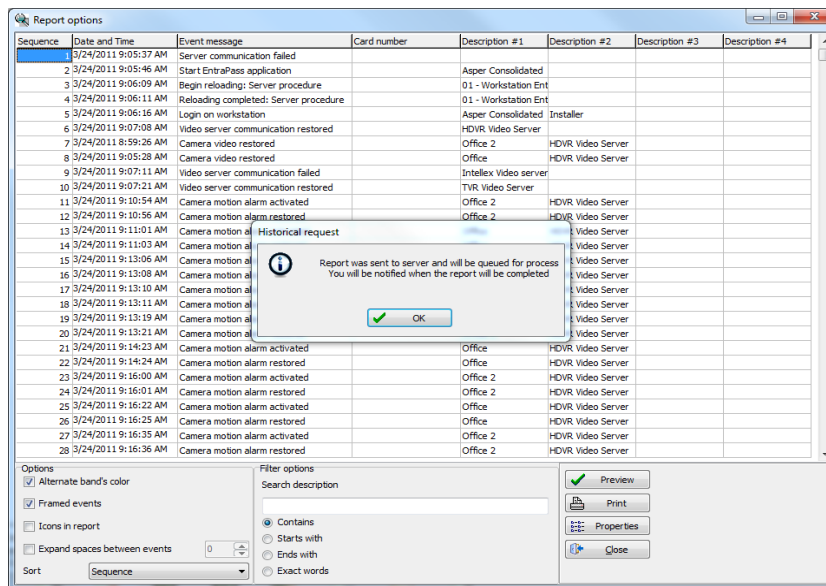 Report options
Sequence Date and Time Event message Card number Description #1 Description #2 Description #3 Description #4
1 3/24/2011 9:05:37 AM Server communication failed
2 3/24/2011 9:05:46 AM Start EntraPass application Asper Consolidated
3 3/24/2011 9:06:09 AM Begin reloading: Server procedure 01 - Workstation Ent
4 3/24/2011 9:06:11 AM Reloading completed: Server procedure 01 - Workstation Ent
5 3/24/2011 9:06:16 AM Login on workstation Asper Consolidated Installer
6 3/24/2011 9:07:08 AM Video server communication restored HDVR Video Server
7 3/24/2011 8:59:26 AM Camera video restored Office 2 HDVR Video Server
8 3/24/2011 9:05:28 AM Camera video restored Office HDVR Video Server
9 3/24/2011 9:07:11 AM Video server communication failed Intellex Video server
10 3/24/2011 9:07:21 AM Video server communication restored TVR Video Server
11 3/24/2011 9:10:54 AM Camera motion alarm activated Office 2 HDVR Video Server
12 3/24/2011 9:10:56 AM Camera motion alarm restored Office 2 HDVR Video Server
13 3/24/2011 9:11:01 AM Camera motion al Video Server
14 3/24/2011 9:11:03 AM Camera motion al Video Server
15 3/24/2011 9:13:06 AM Camera motion al Video Server
16 3/24/2011 9:13:08 AM Camera motion al Video Server
17 3/24/2011 9:13:10 AM Camera motion al Video Server
18 3/24/2011 9:13:11 AM Camera motion al Video Server
19 3/24/2011 9:13:19 AM Camera motion al Video Server
20 3/24/2011 9:13:21 AM Camera motion al Video Server
21 3/24/2011 9:14:23 AM Camera motion alarm activated Office HDVR Video Server
22 3/24/2011 9:14:24 AM Camera motion alarm restored Office HDVR Video Server
23 3/24/2011 9:16:00 AM Camera motion alarm activated Office 2 HDVR Video Server
24 3/24/2011 9:16:01 AM Camera motion alarm restored Office 2 HDVR Video Server
25 3/24/2011 9:16:22 AM Camera motion alarm activated Office HDVR Video Server
26 3/24/2011 9:16:25 AM Camera motion alarm restored Office HDVR Video Server
27 3/24/2011 9:16:35 AM Camera motion alarm activated Office 2 HDVR Video Server
28 3/24/2011 9:16:36 AM Camera motion alarm restored Office 2 HDVR Video Server
Historical request
Report was sent to server and will be queued for process
You will be notified when the report will be completed
OK
Options
Alternate band's color
Framed events
Icons in report
Expand spaces between events 0
Sort Sequence
Filter options
Search description
Contains
Starts with
Ends with
Exact words
Preview
Print
Properties
Close